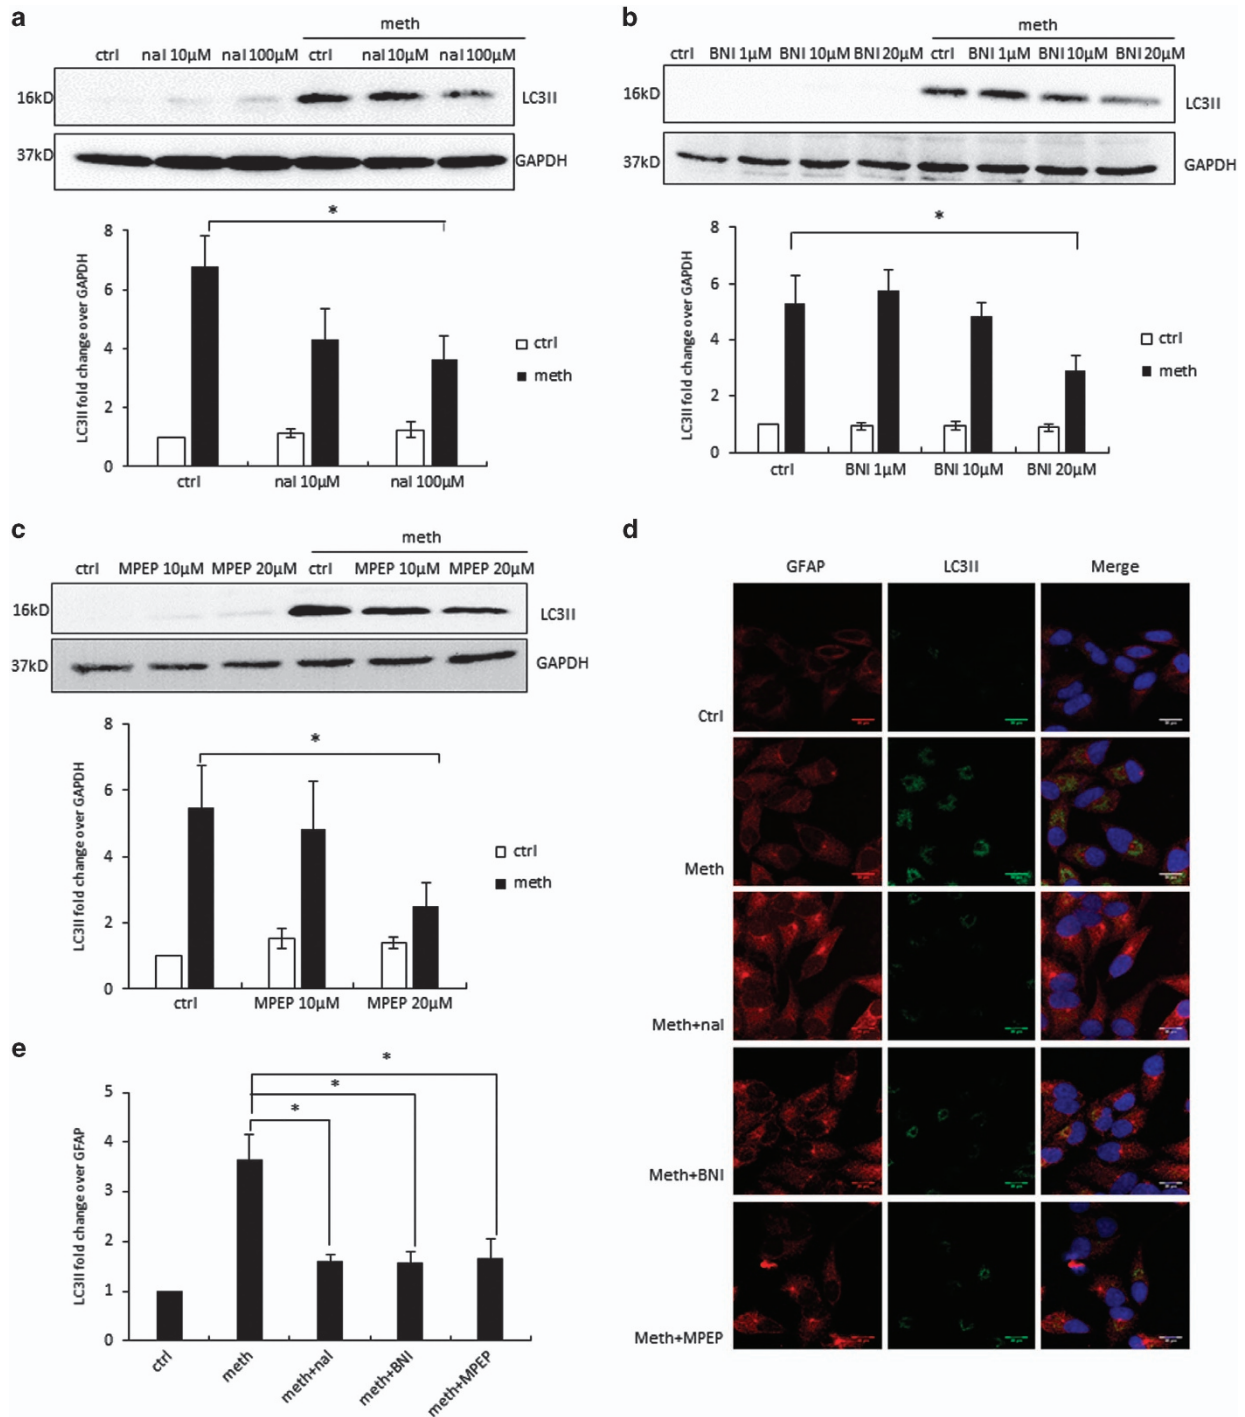 a
meth
ctrl nal 10µM nal 100µM ctrl nal 10µM nal 100µM
16kD LC3II
37kD GAPDH
*
LC3II fold change over GAPDH
8
6
4
2
0
ctrl nal 10µM nal 100µM
ctrl
meth
b
meth
ctrl BNI 1µM BNI 10µM BNI 20µM ctrl BNI 1µM BNI 10µM BNI 20µM
16kD LC3II
37kD GAPDH
*
LC3II fold change over GAPDH
8
6
4
2
0
ctrl BNI 1µM BNI 10µM BNI 20µM
ctrl
meth
c
meth
ctrl MPEP 10µM MPEP 20µM ctrl MPEP 10µM MPEP 20µM
16kD LC3II
37kD GAPDH
*
LC3II fold change over GAPDH
8
6
4
2
0
ctrl MPEP 10µM MPEP 20µM
ctrl
meth
d
GFAP LC3II Merge
Ctrl
Meth
Meth+nal
Meth+BNI
Meth+MPEP
e
*
*
*
LC3II fold change over GFAP
5
4
3
2
1
0
ctrl meth meth+nal meth+BNI meth+MPEP